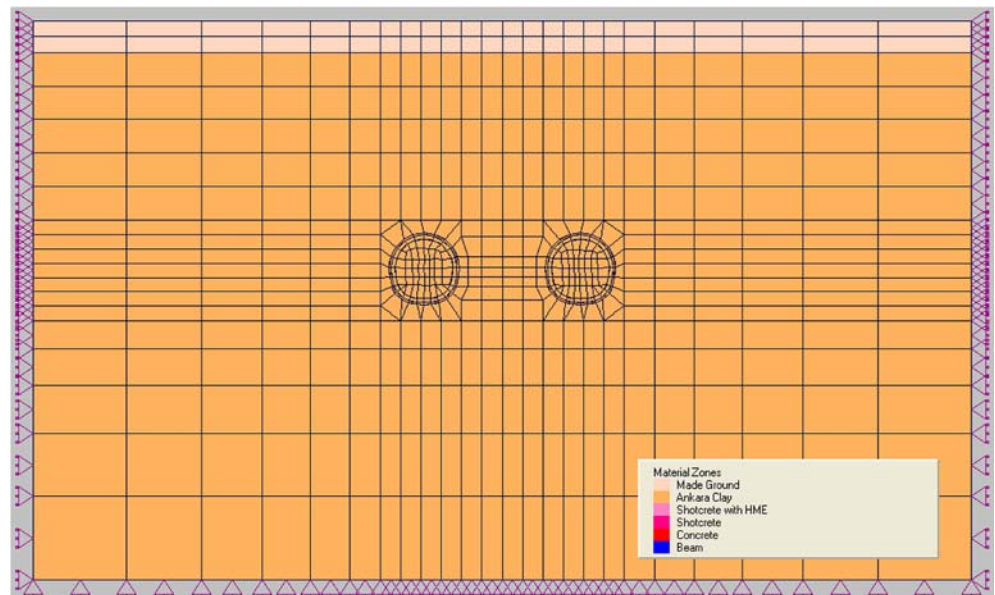 Material Zones
Made Ground
Ankara Clay
Shotcrete with HME
Shotcrete
Concrete
Beam